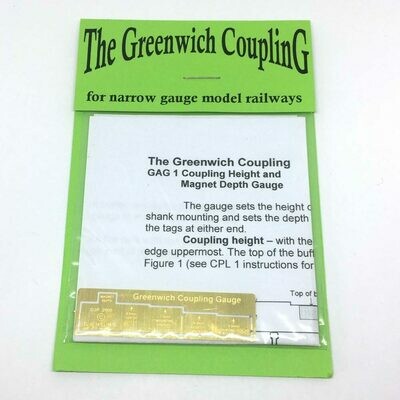 The Greenwich CouplinG
for narrow gauge model railways
The Greenwich Coupling
GAG 1 Coupling Height and
Magnet Depth Gauge
The gauge sets the height o
shank mounting and sets the depth
the tags at either end.
Coupling height – with the
edge uppermost. The top of the buff
Figure 1 (see CPL 1 instructions for
Top of b
Greenwich Coupling Gauge
MAGNET
DEPTH